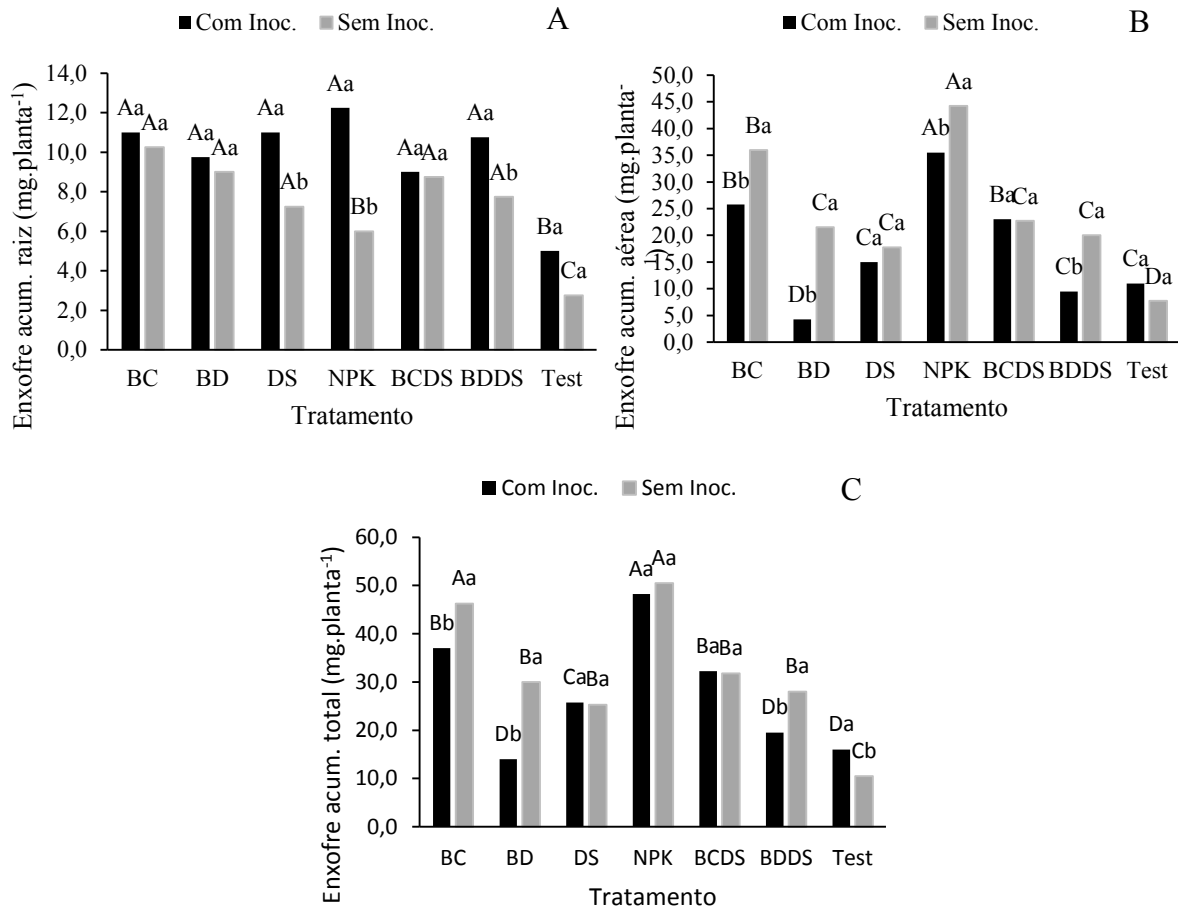 Com Inoc. Sem Inoc.
A
Enxofre acum. raiz (mg.planta⁻¹)
14,0
12,0
10,0
8,0
6,0
4,0
2,0
0,0
Aa Aa Aa Aa Aa Ab Aa Bb Aa Aa Aa Ab Ba Ca
BC BD DS NPK BCDS BDDS Test
Tratamento
Com Inoc. Sem Inoc.
B
Enxofre acum. aérea (mg.planta⁻
¹)
50,0
45,0
40,0
35,0
30,0
25,0
20,0
15,0
10,0
5,0
0,0
Bb Ba Db Ca Ca Ca Ab Aa Ba Ca Cb Ca Ca Da
BC BD DS NPK BCDS BDDS Test
Tratamento
Com Inoc. Sem Inoc.
C
Enxofre acum. total (mg.planta⁻¹)
60,0
50,0
40,0
30,0
20,0
10,0
0,0
Bb Aa Db Ba Ca Ba Aa Aa Ba Ba Db Ba Da Cb
BC BD DS NPK BCDS BDDS Test
Tratamento